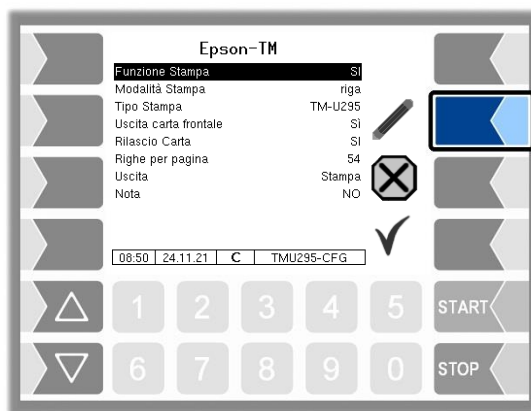 Epson-TM
Funzione Stampa SI
Modalità Stampa riga
Tipo Stampa TM-U295
Uscita carta frontale Sì
Rilascio Carta SI
Righe per pagina 54
Uscita Stampa
Nota NO
08:50 24.11.21 C TMU295-CFG
1 2 3 4 5 START
6 7 8 9 0 STOP